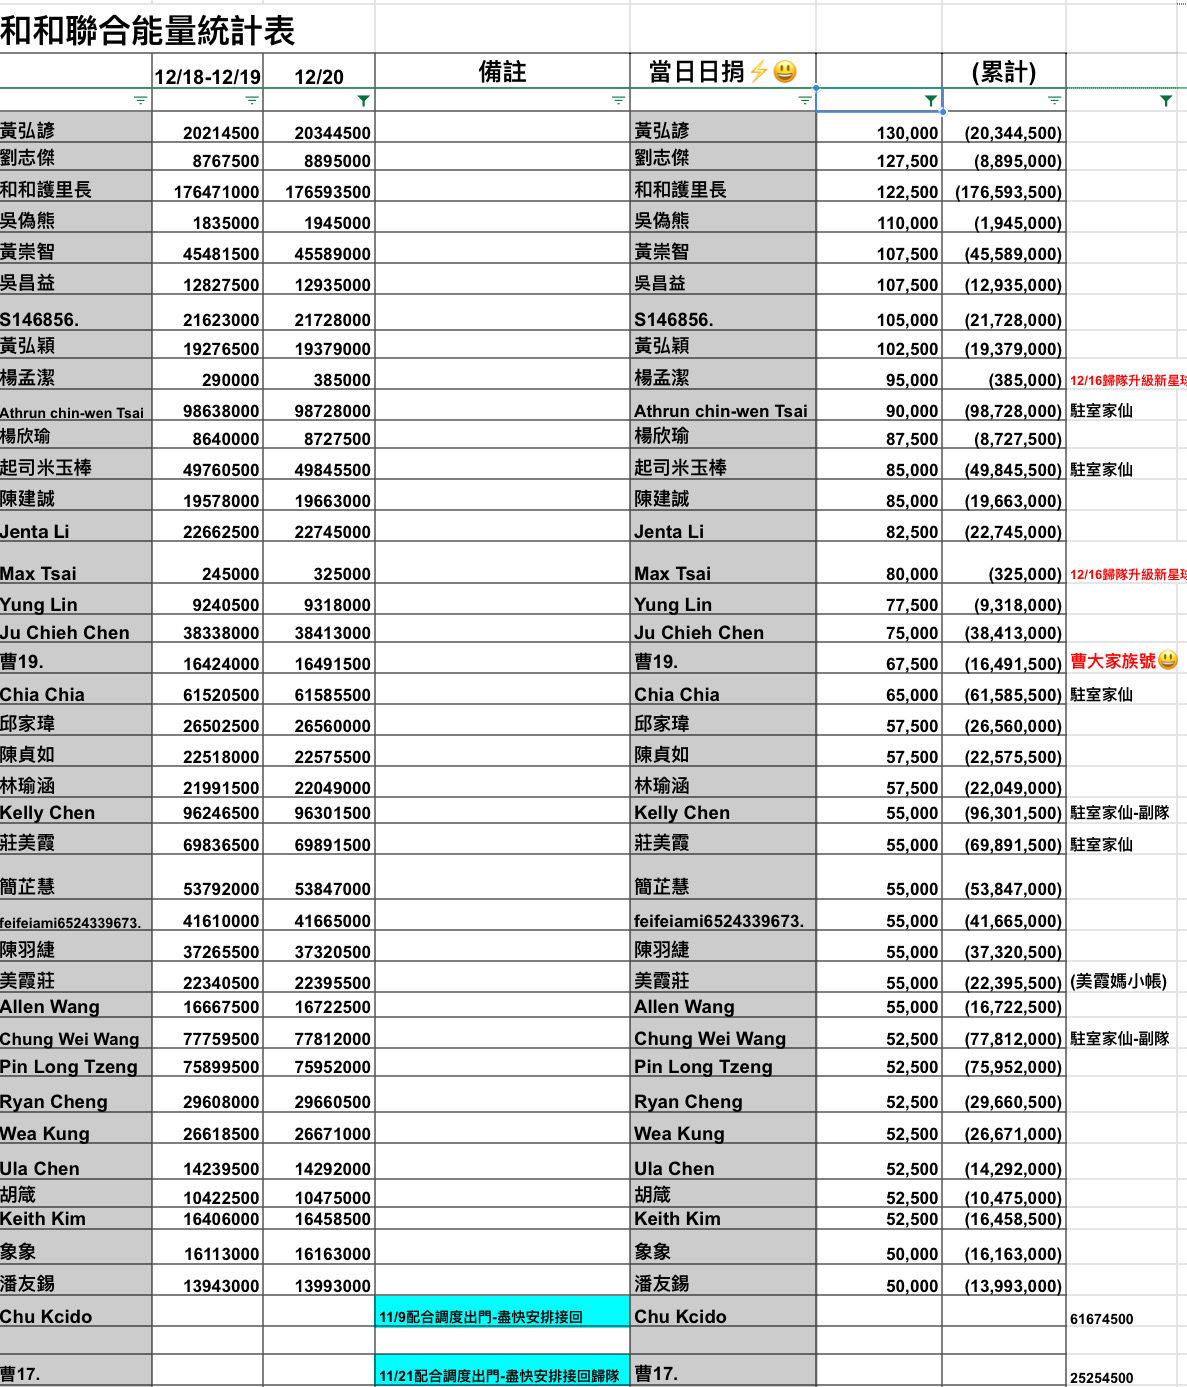 和和聯合能量統計表
12/18-12/19 12/20 備註 當日日捐⚡😃 (累計)
黃弘諺 20214500 20344500 黃弘諺 130,000 (20,344,500)
劉志傑 8767500 8895000 劉志傑 127,500 (8,895,000)
和和護里長 176471000 176593500 和和護里長 122,500 (176,593,500)
吳偽熊 1835000 1945000 吳偽熊 110,000 (1,945,000)
黃崇智 45481500 45589000 黃崇智 107,500 (45,589,000)
吳昌益 12827500 12935000 吳昌益 107,500 (12,935,000)
S146856. 21623000 21728000 S146856. 105,000 (21,728,000)
黃弘穎 19276500 19379000 黃弘穎 102,500 (19,379,000)
楊孟潔 290000 385000 楊孟潔 95,000 (385,000) 12/16歸隊升級新星
Athrun chin-wen Tsai 98638000 98728000 Athrun chin-wen Tsai 90,000 (98,728,000) 駐室家仙
楊欣瑜 8640000 8727500 楊欣瑜 87,500 (8,727,500)
起司米玉棒 49760500 49845500 起司米玉棒 85,000 (49,845,500) 駐室家仙
陳建誠 19578000 19663000 陳建誠 85,000 (19,663,000)
Jenta Li 22662500 22745000 Jenta Li 82,500 (22,745,000)
Max Tsai 245000 325000 Max Tsai 80,000 (325,000) 12/16歸隊升級新星
Yung Lin 9240500 9318000 Yung Lin 77,500 (9,318,000)
Ju Chieh Chen 38338000 38413000 Ju Chieh Chen 75,000 (38,413,000)
曹19. 16424000 16491500 曹19. 67,500 (16,491,500) 曹大家族號😃
Chia Chia 61520500 61585500 Chia Chia 65,000 (61,585,500) 駐室家仙
邱家瑋 26502500 26560000 邱家瑋 57,500 (26,560,000)
陳貞如 22518000 22575500 陳貞如 57,500 (22,575,500)
林瑜涵 21991500 22049000 林瑜涵 57,500 (22,049,000)
Kelly Chen 96246500 96301500 Kelly Chen 55,000 (96,301,500) 駐室家仙-副隊
莊美霞 69836500 69891500 莊美霞 55,000 (69,891,500) 駐室家仙
簡芷慧 53792000 53847000 簡芷慧 55,000 (53,847,000)
feifeiami6524339673. 41610000 41665000 feifeiami6524339673. 55,000 (41,665,000)
陳羽緁 37265500 37320500 陳羽緁 55,000 (37,320,500)
美霞莊 22340500 22395500 美霞莊 55,000 (22,395,500) (美霞媽小帳)
Allen Wang 16667500 16722500 Allen Wang 55,000 (16,722,500)
Chung Wei Wang 77759500 77812000 Chung Wei Wang 52,500 (77,812,000) 駐室家仙-副隊
Pin Long Tzeng 75899500 75952000 Pin Long Tzeng 52,500 (75,952,000)
Ryan Cheng 29608000 29660500 Ryan Cheng 52,500 (29,660,500)
Wea Kung 26618500 26671000 Wea Kung 52,500 (26,671,000)
Ula Chen 14239500 14292000 Ula Chen 52,500 (14,292,000)
胡箴 10422500 10475000 胡箴 52,500 (10,475,000)
Keith Kim 16406000 16458500 Keith Kim 52,500 (16,458,500)
象象 16113000 16163000 象象 50,000 (16,163,000)
潘友錫 13943000 13993000 潘友錫 50,000 (13,993,000)
Chu Kcido 11/9配合調度出門-盡快安排接回 Chu Kcido 61674500
曹17. 11/21配合調度出門-盡快安排接回歸隊 曹17. 25254500